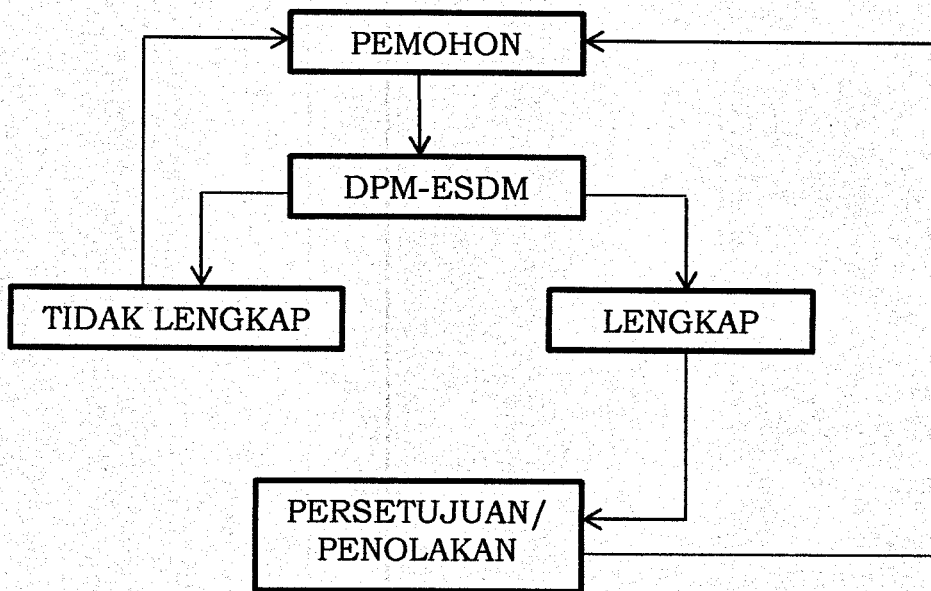 PEMOHON
DPM-ESDM
TIDAK LENGKAP
LENGKAP
PERSETUJUAN/
PENOLAKAN